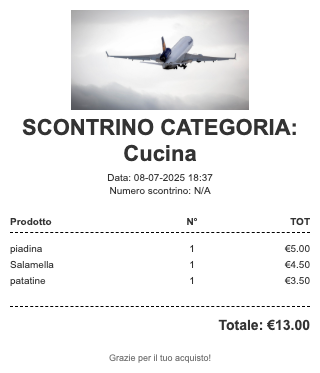 SCONTRINO CATEGORIA:
Cucina
Data: 08-07-2025 18:37
Numero scontrino: N/A
Prodotto N° TOT
piadina 1 €5.00
Salamella 1 €4.50
patatine 1 €3.50
Totale: €13.00
Grazie per il tuo acquisto!